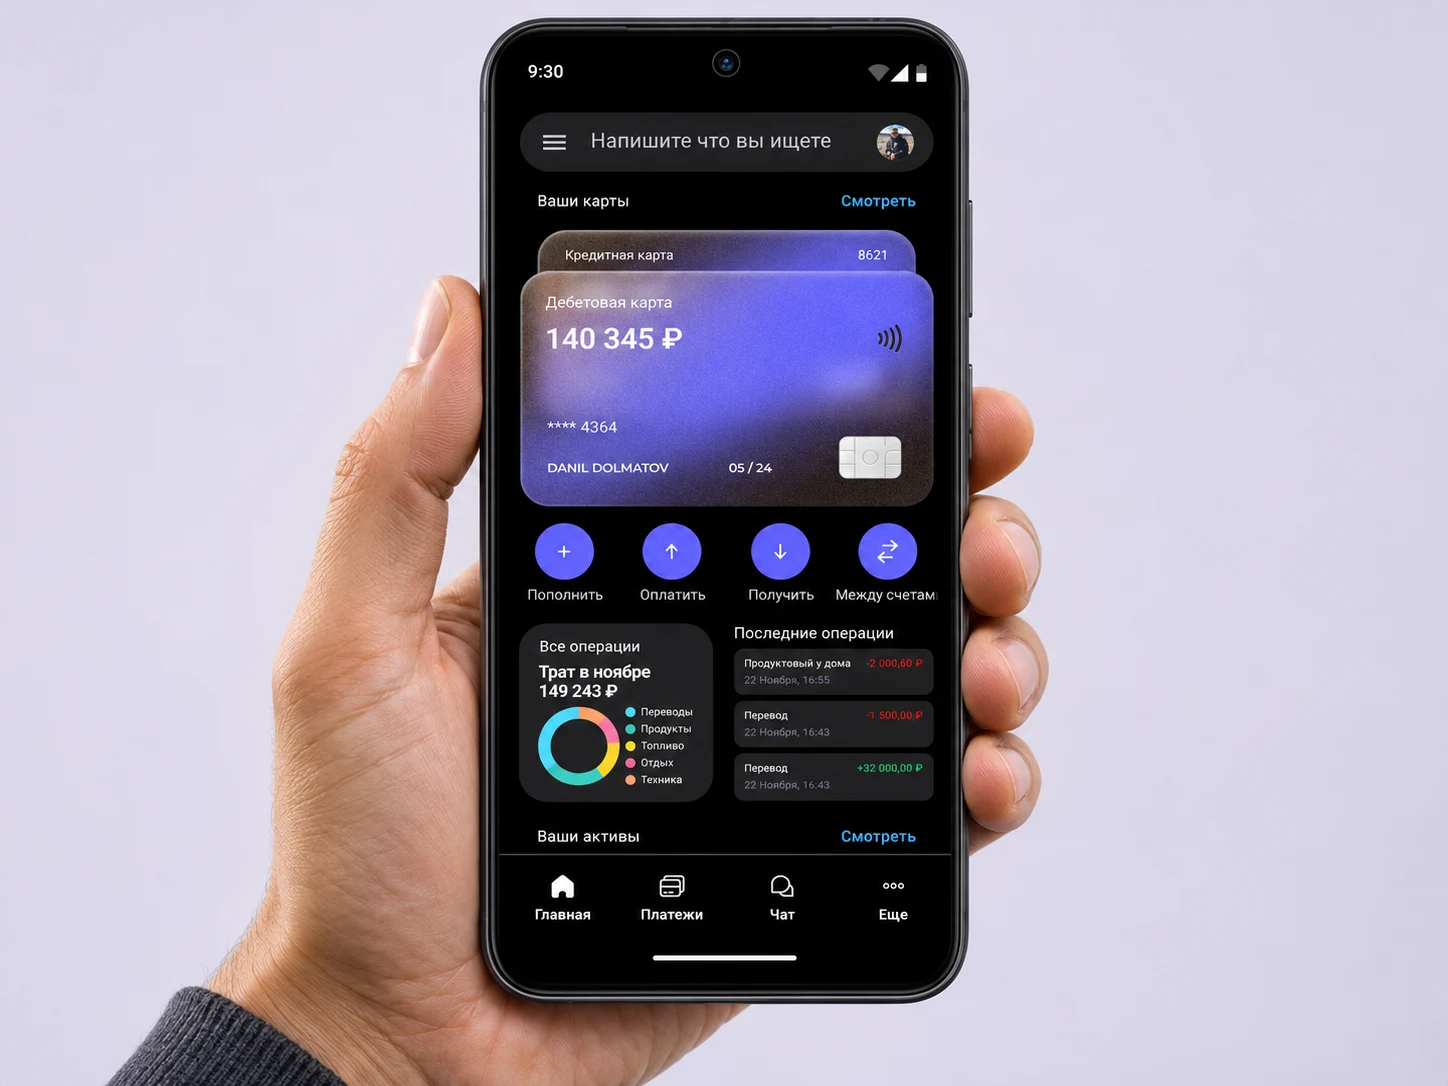 9:30
Напишите что вы ищете
Ваши карты
Смотреть
Кредитная карта
8621
Дебетовая карта
140 345 ₽
**** 4364
DANIL DOLMATOV
05 / 24
Пополнить
Оплатить
Получить
Между счетам
Все операции
Трат в ноябре
149 243 ₽
Переводы
Продукты
Топливо
Отдых
Техника
Последние операции
Продуктовый у дома
-2 000,60 ₽
22 Ноября, 16:55
Перевод
-1 500,00 ₽
22 Ноября, 16:43
Перевод
+32 000,00 ₽
22 Ноября, 16:43
Ваши активы
Смотреть
Главная
Платежи
Чат
Еще